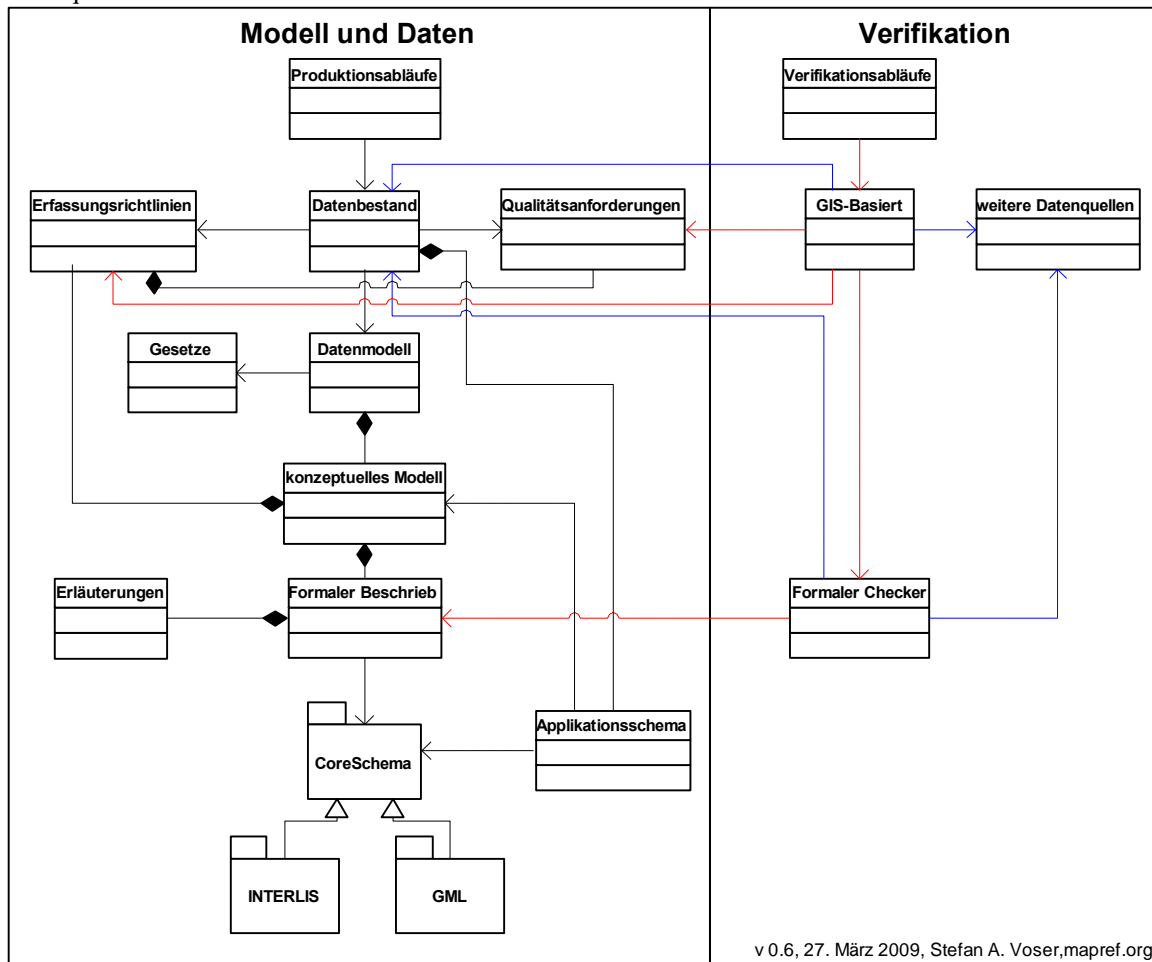 Modell und Daten
Verifikation
Produktionsabläufe
Verifikationsabläufe
Erfassungsrichtlinien
Datenbestand
Qualitätsanforderungen
GIS-Basiert
weitere Datenquellen
Gesetze
Datenmodell
konzeptuelles Modell
Erläuterungen
Formaler Beschrieb
Formaler Checker
Applikationsschema
CoreSchema
INTERLIS
GML
v 0.6, 27. März 2009, Stefan A. Voser,mapref.org